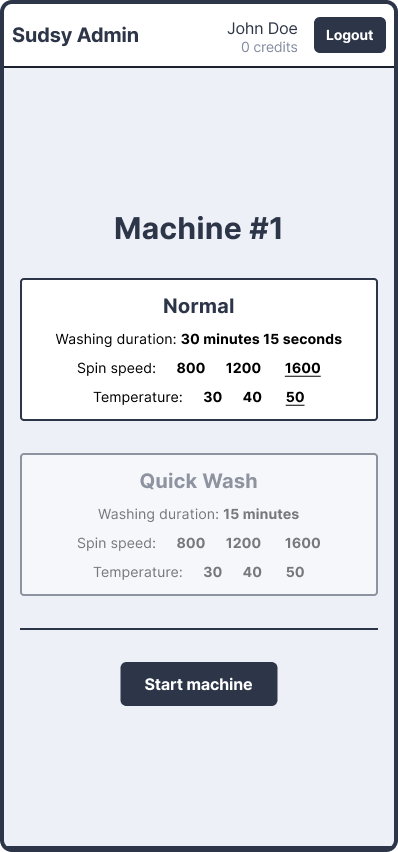 Sudsy Admin
John Doe
0 credits
Logout
Machine #1
Normal
Washing duration: 30 minutes 15 seconds
Spin speed: 800 1200 1600
Temperature: 30 40 50
Quick Wash
Washing duration: 15 minutes
Spin speed: 800 1200 1600
Temperature: 30 40 50
Start machine